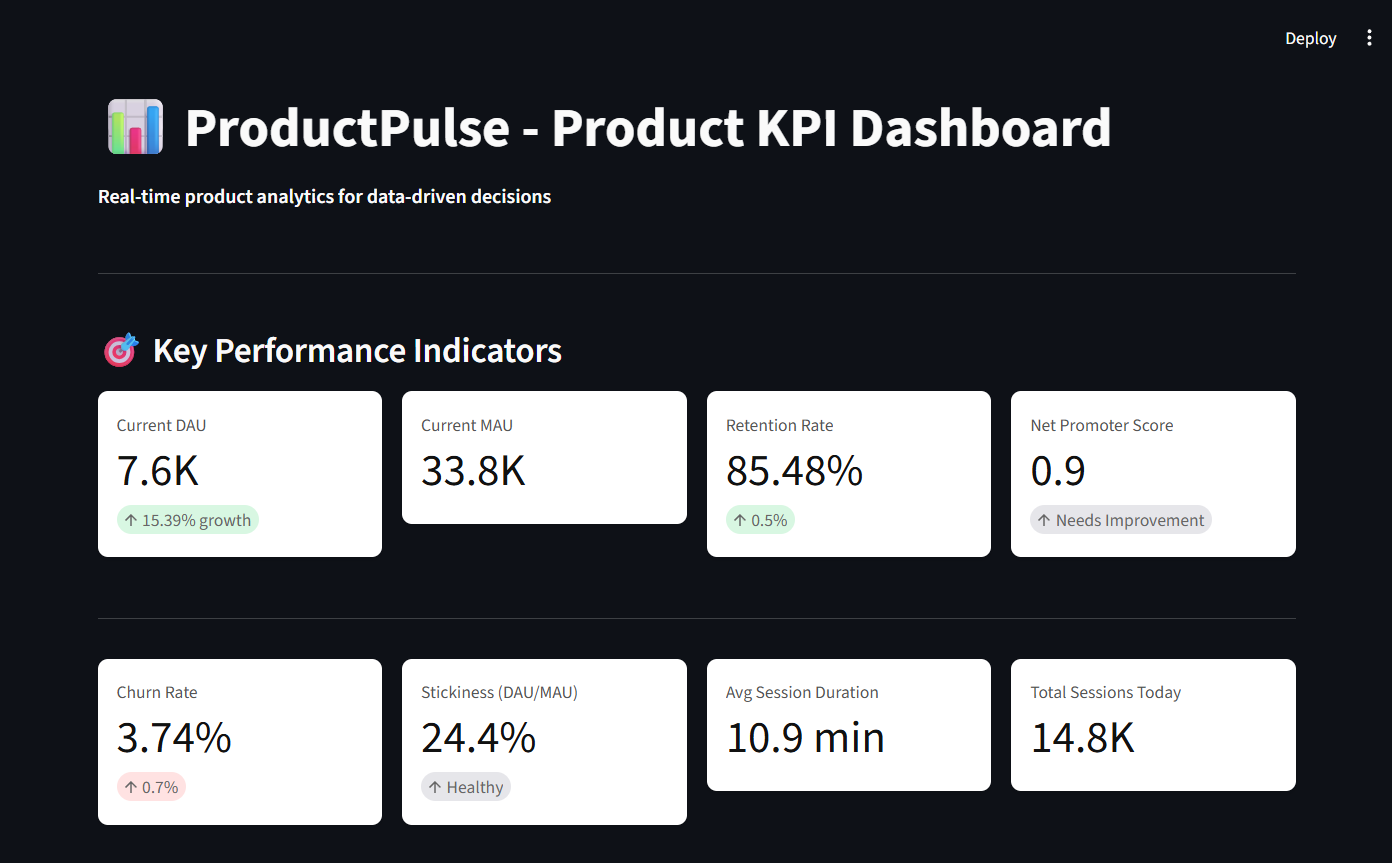 Deploy
ProductPulse - Product KPI Dashboard
Real-time product analytics for data-driven decisions
Key Performance Indicators
Current DAU
7.6K
↑ 15.39% growth
Current MAU
33.8K
Retention Rate
85.48%
↑ 0.5%
Net Promoter Score
0.9
↑ Needs Improvement
Churn Rate
3.74%
↑ 0.7%
Stickiness (DAU/MAU)
24.4%
↑ Healthy
Avg Session Duration
10.9 min
Total Sessions Today
14.8K